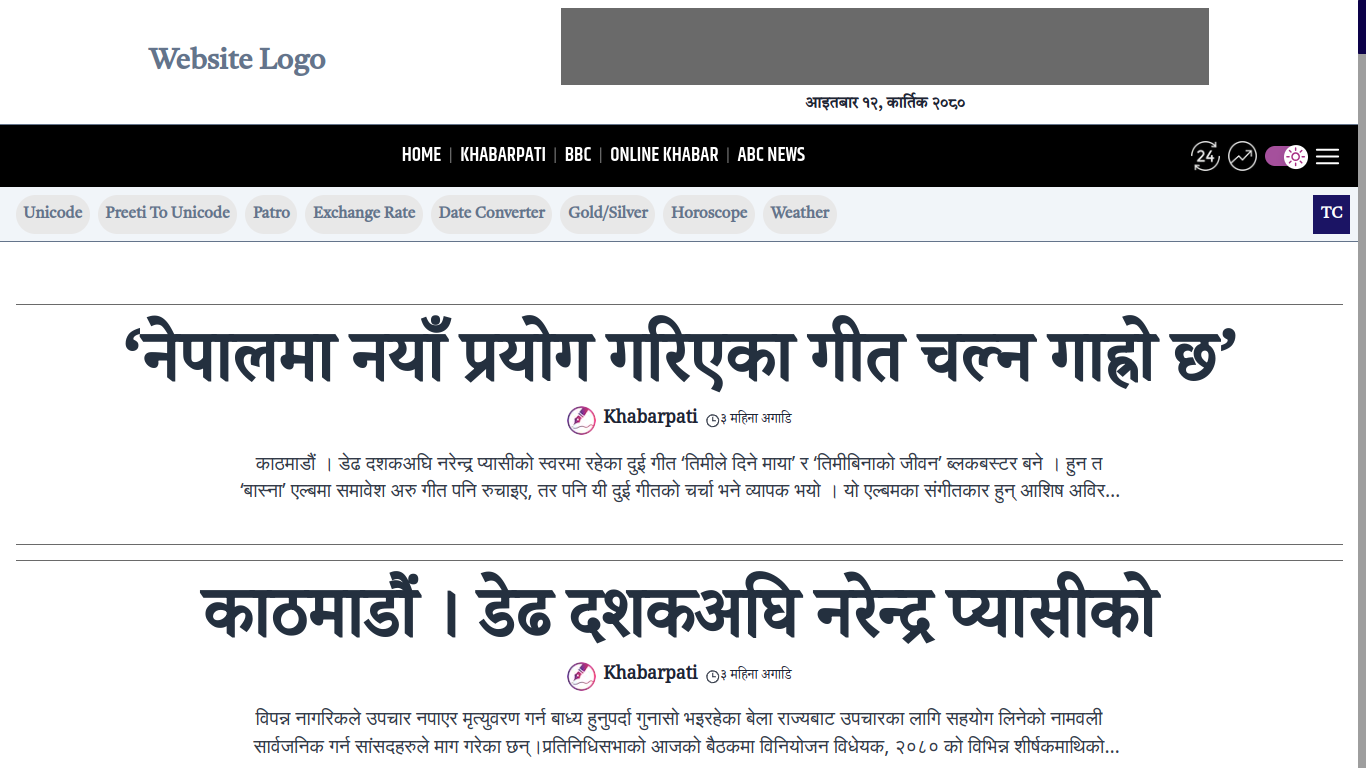 Website Logo
आइतबार १२, कार्तिक २०८०
HOME | KHABARPATI | BBC | ONLINE KHABAR | ABC NEWS
24
Unicode Preeti To Unicode Patro Exchange Rate Date Converter Gold/Silver Horoscope Weather TC
‘नेपालमा नयाँ प्रयोग गरिएका गीत चल्न गाह्रो छ’
Khabarpati ३ महिना अगाडि
काठमाडौं । डेढ दशकअघि नरेन्द्र प्यासीको स्वरमा रहेका दुई गीत ‘तिमीले दिने माया’ र ‘तिमीबिनाको जीवन’ ब्लकबस्टर बने । हुन त
‘बास्ना’ एल्बमा समावेश अरु गीत पनि रुचाइए, तर पनि यी दुई गीतको चर्चा भने व्यापक भयो । यो एल्बमका संगीतकार हुन् आशिष अविर...
काठमाडौं । डेढ दशकअघि नरेन्द्र प्यासीको
Khabarpati ३ महिना अगाडि
विपन्न नागरिकले उपचार नपाएर मृत्युवरण गर्न बाध्य हुनुपर्दा गुनासो भइरहेका बेला राज्यबाट उपचारका लागि सहयोग लिनेको नामवली
सार्वजनिक गर्न सांसदहरुले माग गरेका छन्।प्रतिनिधिसभाको आजको बैठकमा विनियोजन विधेयक, २०८० को विभिन्न शीर्षकमाथिको...